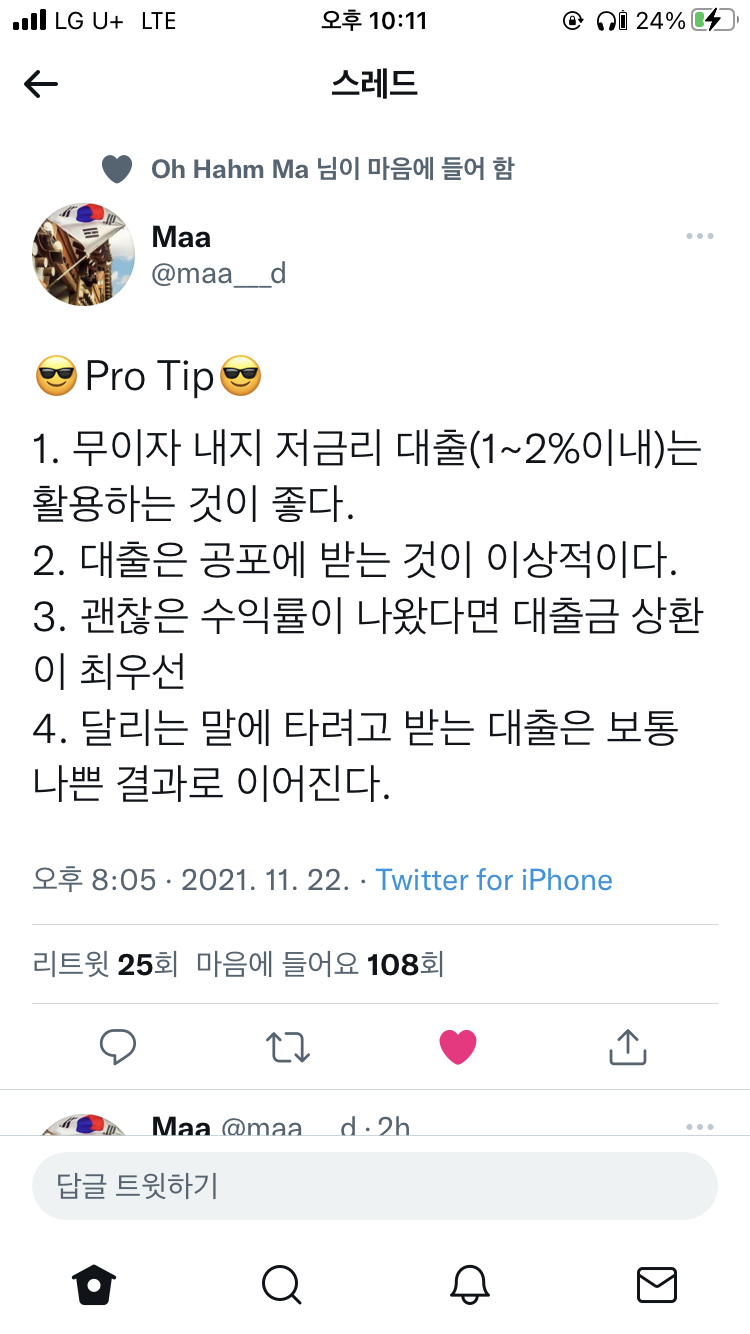 LG U+ LTE 오후 10:11 24%
스레드
Oh Hahm Ma 님이 마음에 들어 함
Maa
@maa___d
😎Pro Tip😎
1. 무이자 내지 저금리 대출(1~2%이내)는
활용하는 것이 좋다.
2. 대출은 공포에 받는 것이 이상적이다.
3. 괜찮은 수익률이 나왔다면 대출금 상환
이 최우선
4. 달리는 말에 타려고 받는 대출은 보통
나쁜 결과로 이어진다.
오후 8:05 · 2021. 11. 22. · Twitter for iPhone
리트윗 25회 마음에 들어요 108회
Maa @maa___d · 2h
답글 트윗하기